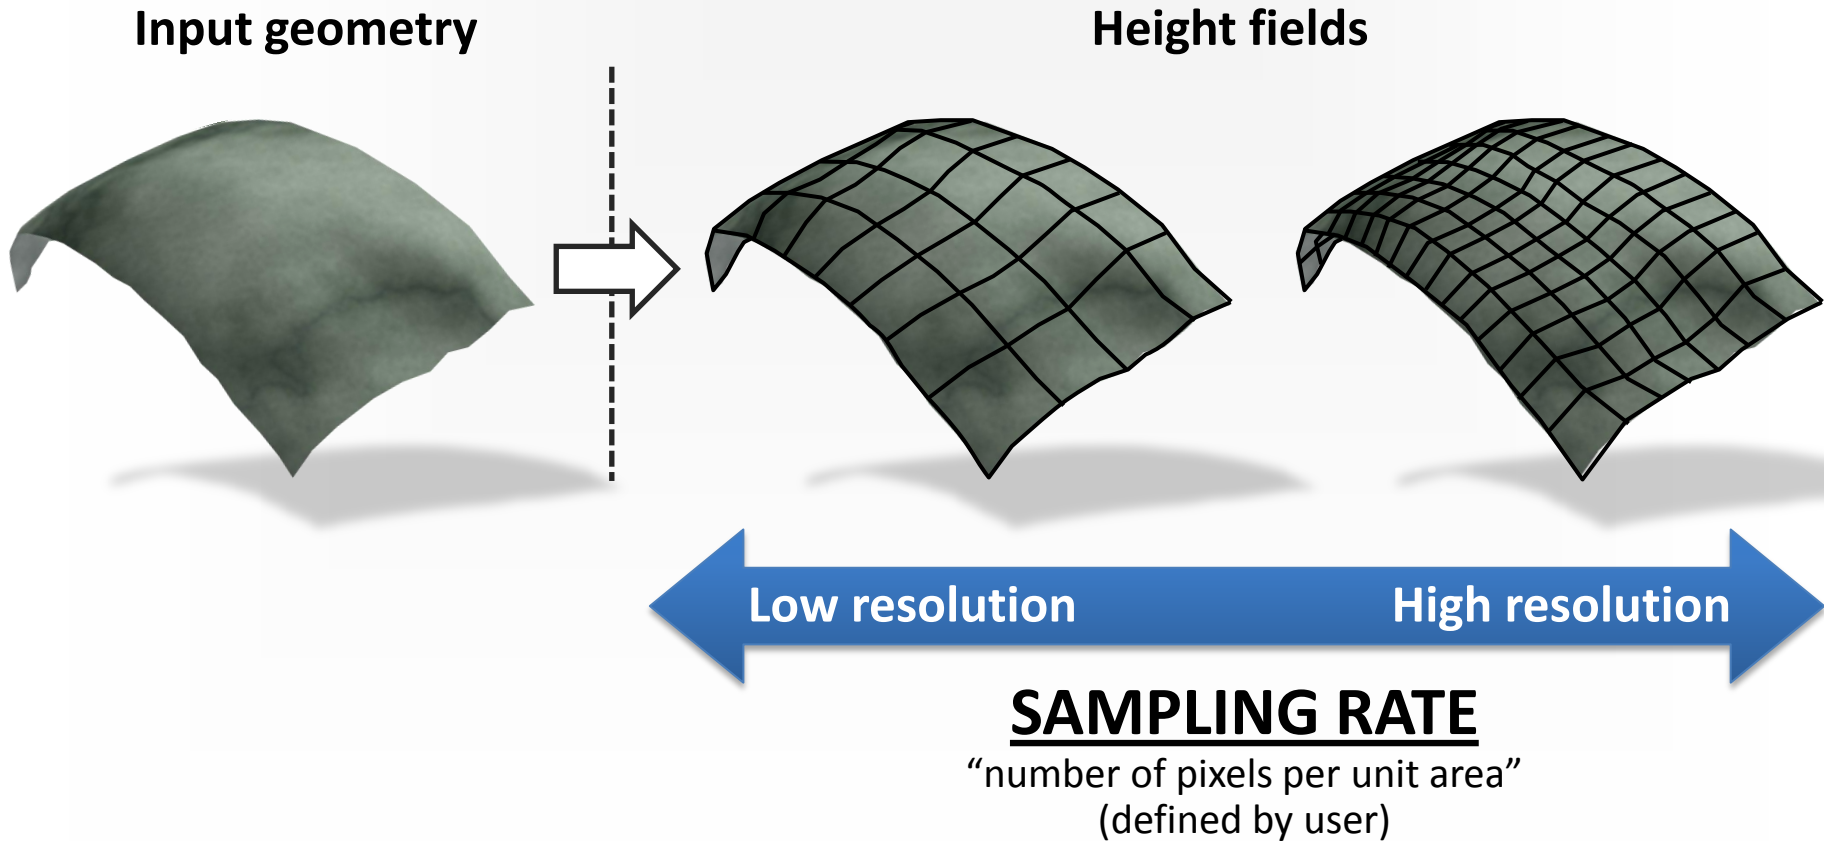 Input geometry
Height fields
Low resolution
High resolution
SAMPLING RATE
“number of pixels per unit area”
(defined by user)